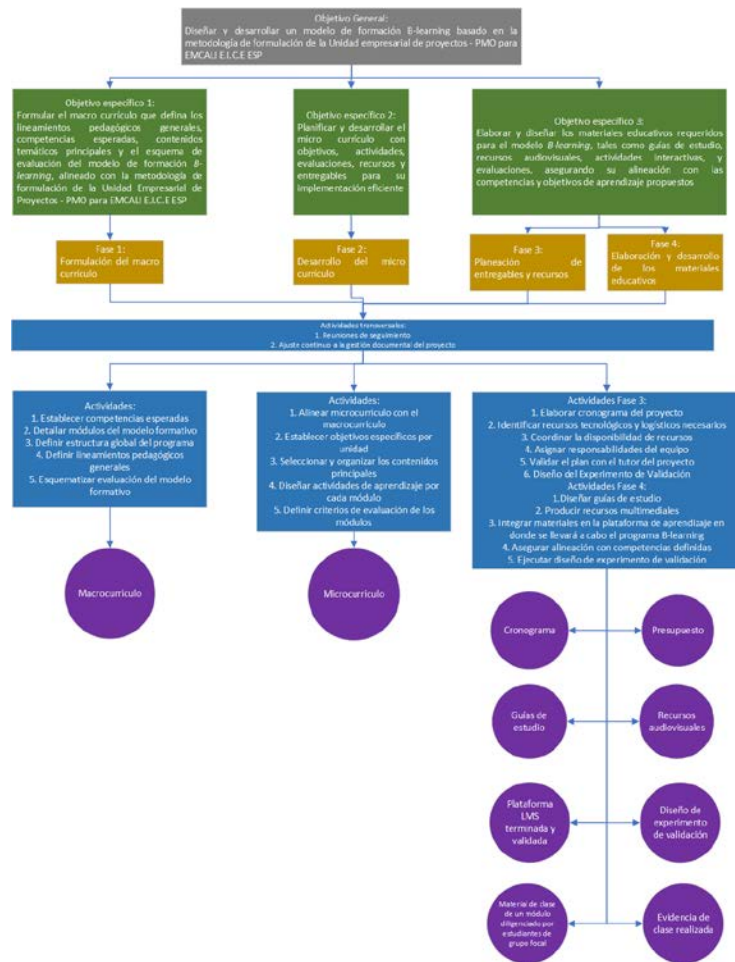 Objetivo General:
Diseñar y desarrollar un modelo de formación B-learning basado en la
metodología de formulación de la Unidad empresarial de proyectos - PMO para
EMCALI E.I.C.E ESP
Objetivo específico 1:
Formular el macro currículo que defina los
lineamientos pedagógicos generales,
competencias esperadas, contenidos
temáticos principales y el esquema de
evaluación del modelo de formación B-
learning, alineado con la metodología de
formulación de la Unidad Empresarial de
Proyectos - PMO para EMCALI E.I.C.E ESP
Objetivo específico 2:
Planificar y desarrollar el
micro currículo con
objetivos, actividades,
evaluaciones, recursos y
entregables para su
implementación eficiente
Objetivo específico 3:
Elaborar y diseñar los materiales educativos requeridos
para el modelo B-learning, tales como guías de estudio,
recursos audiovisuales, actividades interactivas, y
evaluaciones, asegurando su alineación con las
competencias y objetivos de aprendizaje propuestos
Fase 1:
Formulación del macro
currículo
Fase 2:
Desarrollo del micro
currículo
Fase 3:
Planeación de
entregables y recursos
Fase 4:
Elaboración y desarrollo
de los materiales
educativos
Actividades transversales:
1. Reuniones de seguimiento
2. Ajuste continuo a la gestión documental del proyecto
Actividades:
1. Establecer competencias esperadas
2. Detallar módulos del modelo formativo
3. Definir estructura global del programa
4. Definir lineamientos pedagógicos
generales
5. Esquematizar evaluación del modelo
formativo
Actividades:
1. Alinear microcurrículo con el
macrocurrículo
2. Establecer objetivos específicos por
unidad
3. Seleccionar y organizar los contenidos
principales
4. Diseñar actividades de aprendizaje por
cada módulo
5. Definir criterios de evaluación de los
módulos
Actividades Fase 3:
1. Elaborar cronograma del proyecto
2. Identificar recursos tecnológicos y logísticos necesarios
3. Coordinar la disponibilidad de recursos
4. Asignar responsabilidades del equipo
5. Validar el plan con el tutor del proyecto
6. Diseño del Experimento de Validación
Actividades Fase 4:
1.Diseñar guías de estudio
2. Producir recursos multimediales
3. Integrar materiales en la plataforma de aprendizaje en
donde se llevará a cabo el programa B-learning
4. Asegurar alineación con competencias definidas
5. Ejecutar diseño de experimento de validación
Macrocurrículo
Microcurrículo
Cronograma
Presupuesto
Guías de
estudio
Recursos
audiovisuales
Plataforma
LMS
terminada y
validada
Diseño de
experimento
de validación
Material de clase
de un módulo
diligenciado por
estudiantes de
grupo focal
Evidencia de
clase realizada